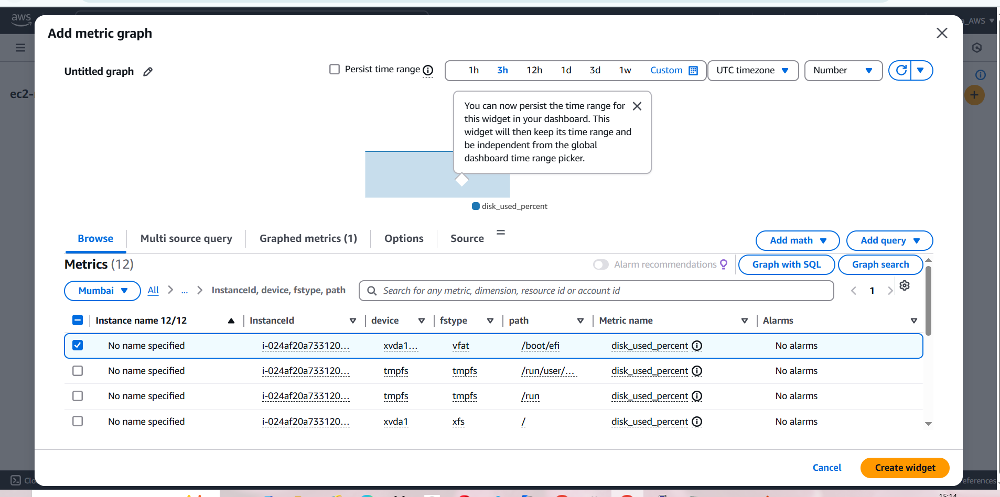 aws
a_AWS
Add metric graph
Untitled graph
Persist time range
1h 3h 12h 1d 3d 1w Custom
UTC timezone
Number
ec2-
You can now persist the time range for
this widget in your dashboard. This
widget will then keep its time range and
be independent from the global
dashboard time range picker.
disk_used_percent
Browse Multi source query Graphed metrics (1) Options Source
Add math Add query
Metrics (12)
Alarm recommendations Graph with SQL Graph search
Mumbai All ... InstanceId, device, fstype, path Search for any metric, dimension, resource id or account id 1
Instance name 12/12 InstanceId device fstype path Metric name Alarms
No name specified i-024af20a733120... xvda1... vfat /boot/efi disk_used_percent No alarms
No name specified i-024af20a733120... tmpfs tmpfs /run/user/... disk_used_percent No alarms
No name specified i-024af20a733120... tmpfs tmpfs /run disk_used_percent No alarms
No name specified i-024af20a733120... xvda1 xfs / disk_used_percent No alarms
Cancel Create widget
Clo
eferences
15:14